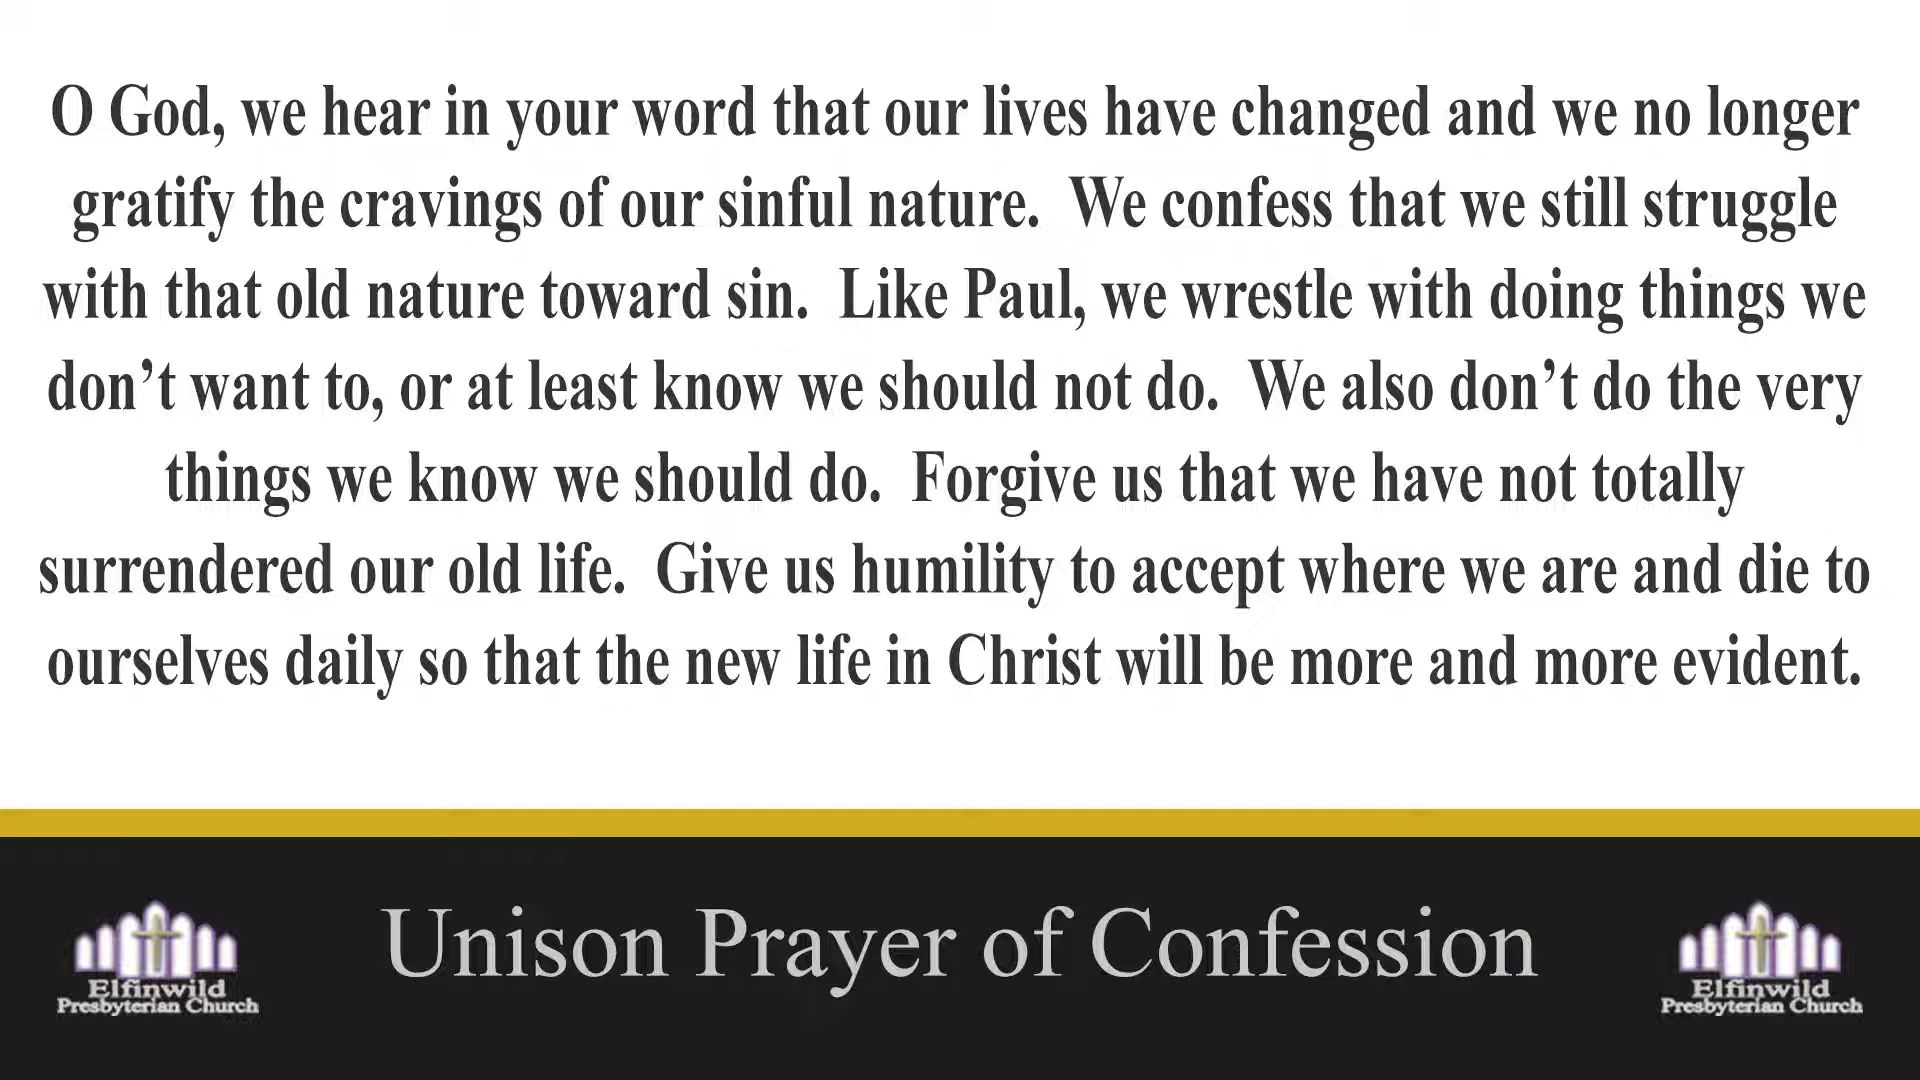 O God, we hear in your word that our lives have changed and we no longer
gratify the cravings of our sinful nature.  We confess that we still struggle
with that old nature toward sin.  Like Paul, we wrestle with doing things we
don’t want to, or at least know we should not do.  We also don’t do the very
things we know we should do.  Forgive us that we have not totally
surrendered our old life.  Give us humility to accept where we are and die to
ourselves daily so that the new life in Christ will be more and more evident.
Elfinwild
Presbyterian Church
Unison Prayer of Confession
Elfinwild
Presbyterian Church